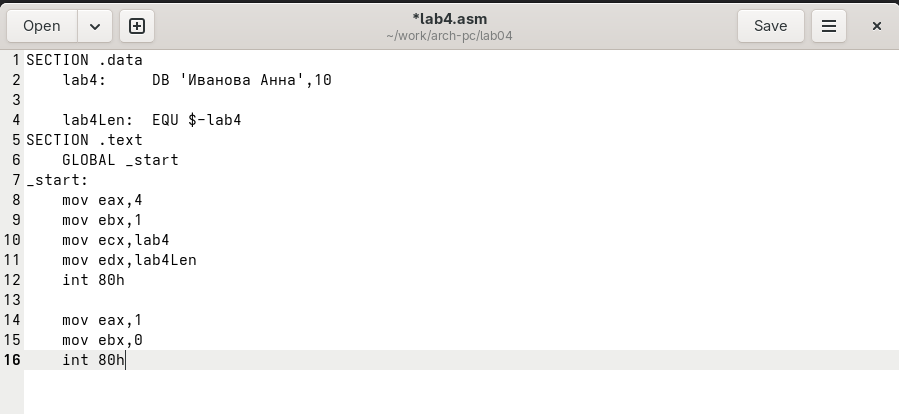 Open
*lab4.asm
~/work/arch-pc/lab04
Save
1 SECTION .data
2     lab4:     DB 'Иванова Анна',10
3
4     lab4Len:  EQU $-lab4
5 SECTION .text
6     GLOBAL _start
7 _start:
8     mov eax,4
9     mov ebx,1
10     mov ecx,lab4
11     mov edx,lab4Len
12     int 80h
13
14     mov eax,1
15     mov ebx,0
16     int 80h